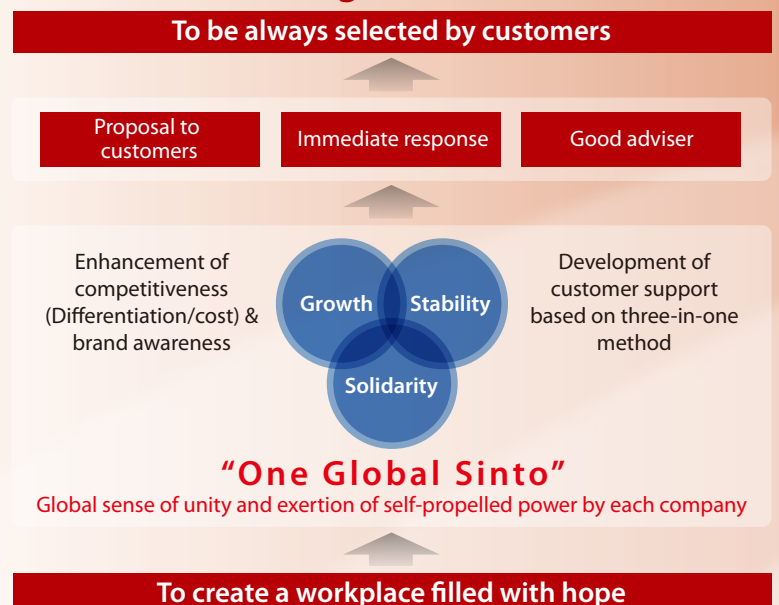 To be always selected by customers
Proposal to
customers
Immediate response
Good adviser
Enhancement of
competitiveness
(Differentiation/cost) &
brand awareness
Growth
Stability
Solidarity
Development of
customer support
based on three-in-one
method
“One Global Sinto”
Global sense of unity and exertion of self-propelled power by each company
To create a workplace filled with hope